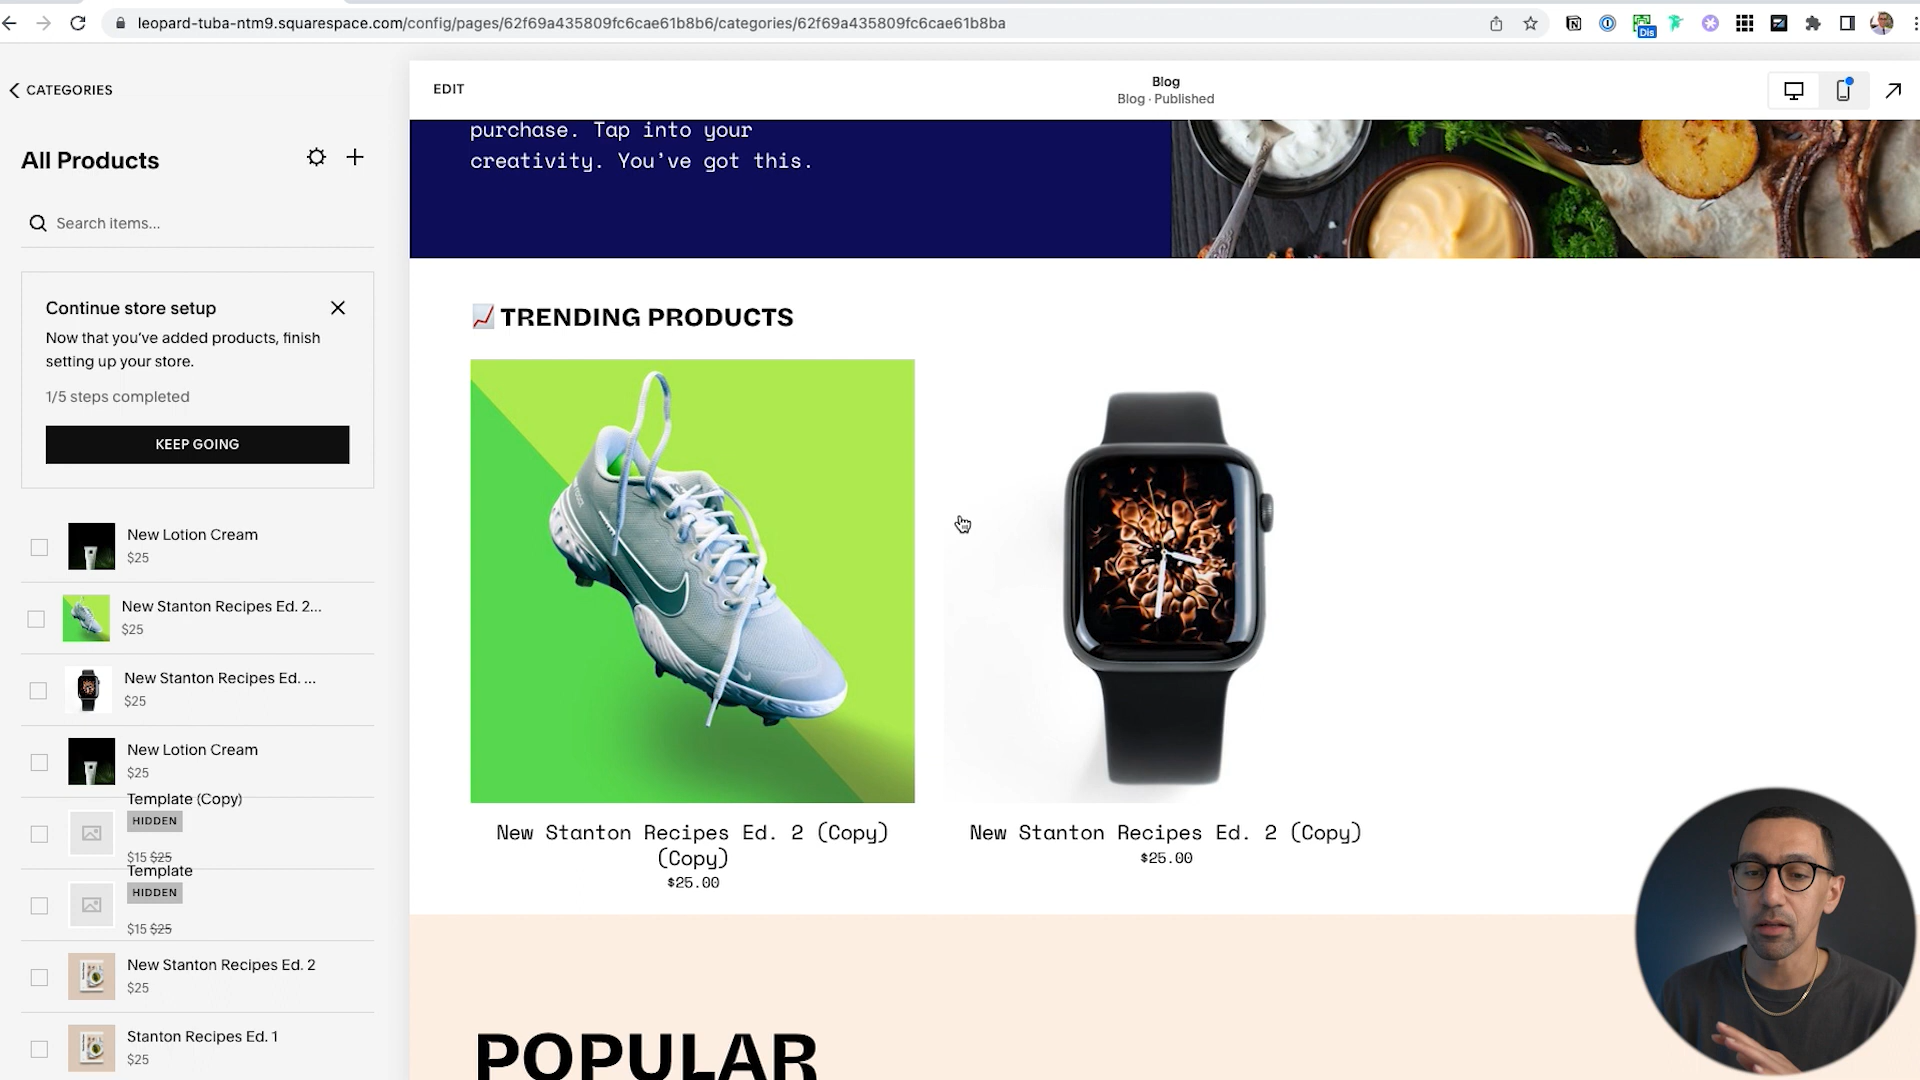 leopard-tuba-ntm9.squarespace.com/config/pages/62f69a435809fc6cae61b8b6/categories/62f69a435809fc6cae61b8ba
Dis
CATEGORIES
All Products
Search items...
Continue store setup
Now that you've added products, finish
setting up your store.
1/5 steps completed
KEEP GOING
New Lotion Cream
$25
New Stanton Recipes Ed. 2...
$25
New Stanton Recipes Ed. ...
$25
New Lotion Cream
$25
Template (Copy)
HIDDEN
$15 $25
Template
HIDDEN
$15 $25
New Stanton Recipes Ed. 2
$25
Stanton Recipes Ed. 1
$25
EDIT
Blog
Blog · Published
purchase. Tap into your
creativity. You've got this.
📈 TRENDING PRODUCTS
New Stanton Recipes Ed. 2 (Copy)
(Copy)
$25.00
New Stanton Recipes Ed. 2 (Copy)
$25.00
POPULAR